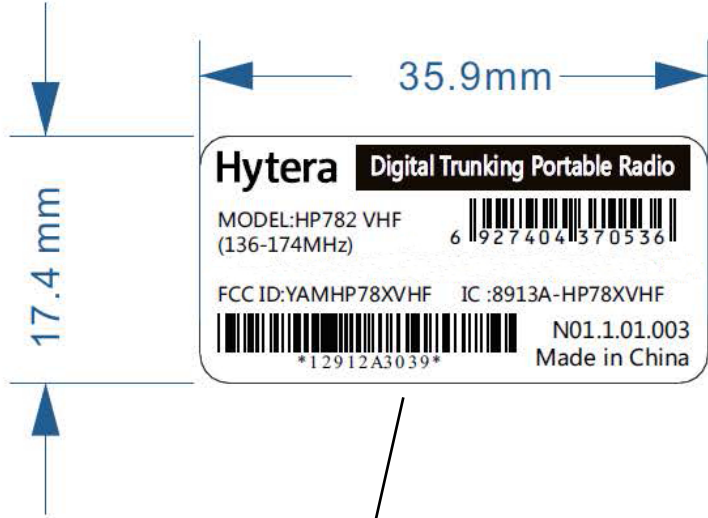 35.9mm
17.4 mm
Hytera Digital Trunking Portable Radio
MODEL:HP782 VHF
(136-174MHz)
6 927404 370536
FCC ID:YAMHP78XVHF IC :8913A-HP78XVHF
*12912A3039*
N01.1.01.003
Made in China